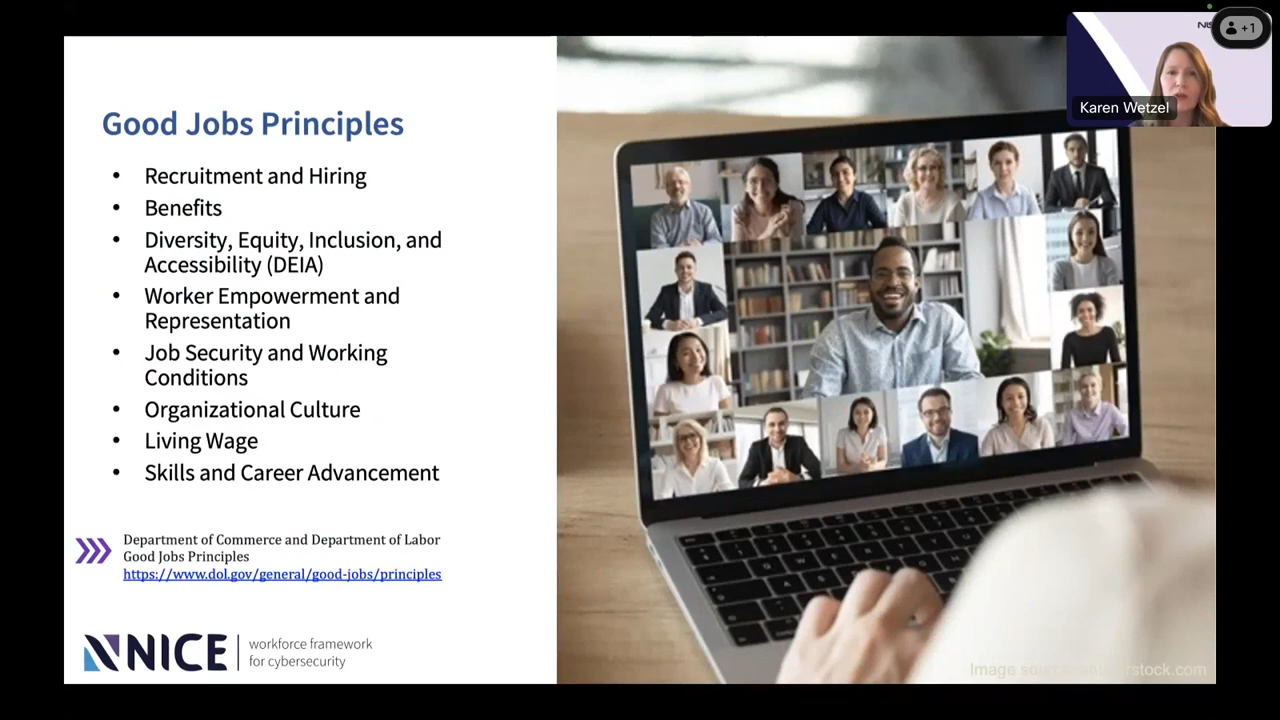 +1
Karen Wetzel
Good Jobs Principles
• Recruitment and Hiring
• Benefits
• Diversity, Equity, Inclusion, and
Accessibility (DEIA)
• Worker Empowerment and
Representation
• Job Security and Working
Conditions
• Organizational Culture
• Living Wage
• Skills and Career Advancement
Department of Commerce and Department of Labor
Good Jobs Principles
https://www.dol.gov/general/good-jobs/principles
NICE
workforce framework
for cybersecurity
Image